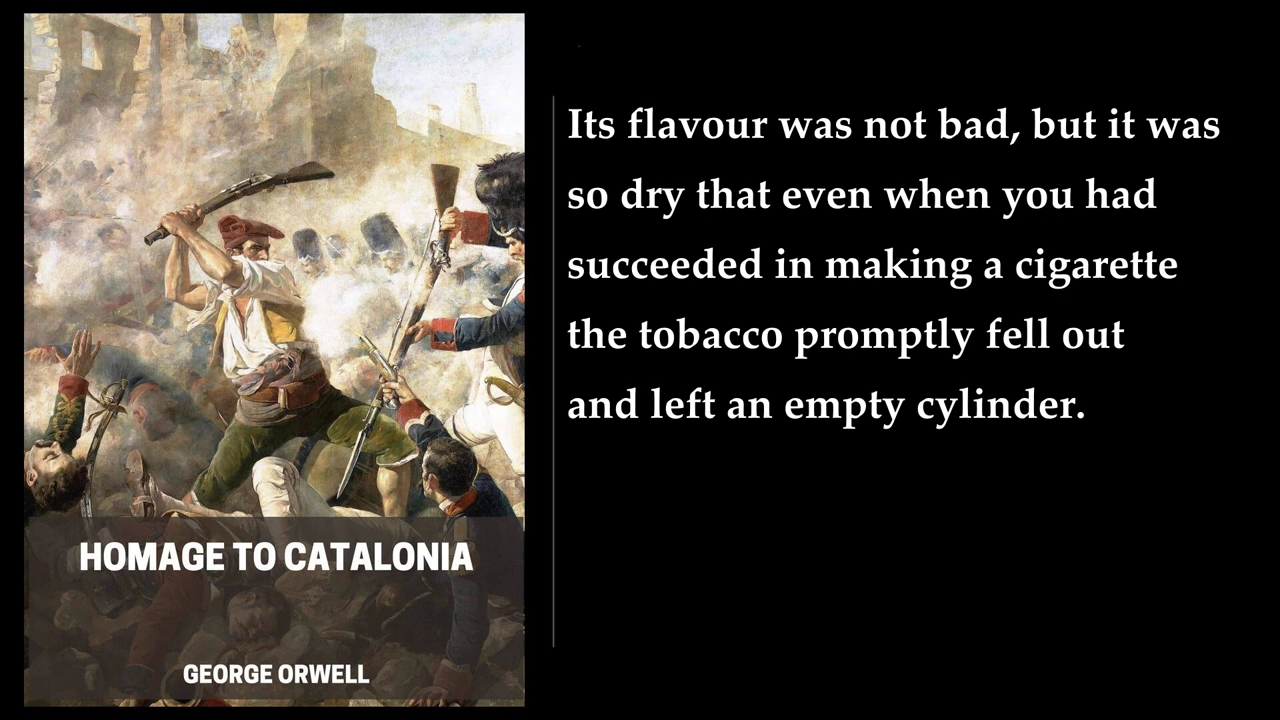 Its flavour was not bad, but it was
so dry that even when you had
succeeded in making a cigarette
the tobacco promptly fell out
and left an empty cylinder.
HOMAGE TO CATALONIA
GEORGE ORWELL